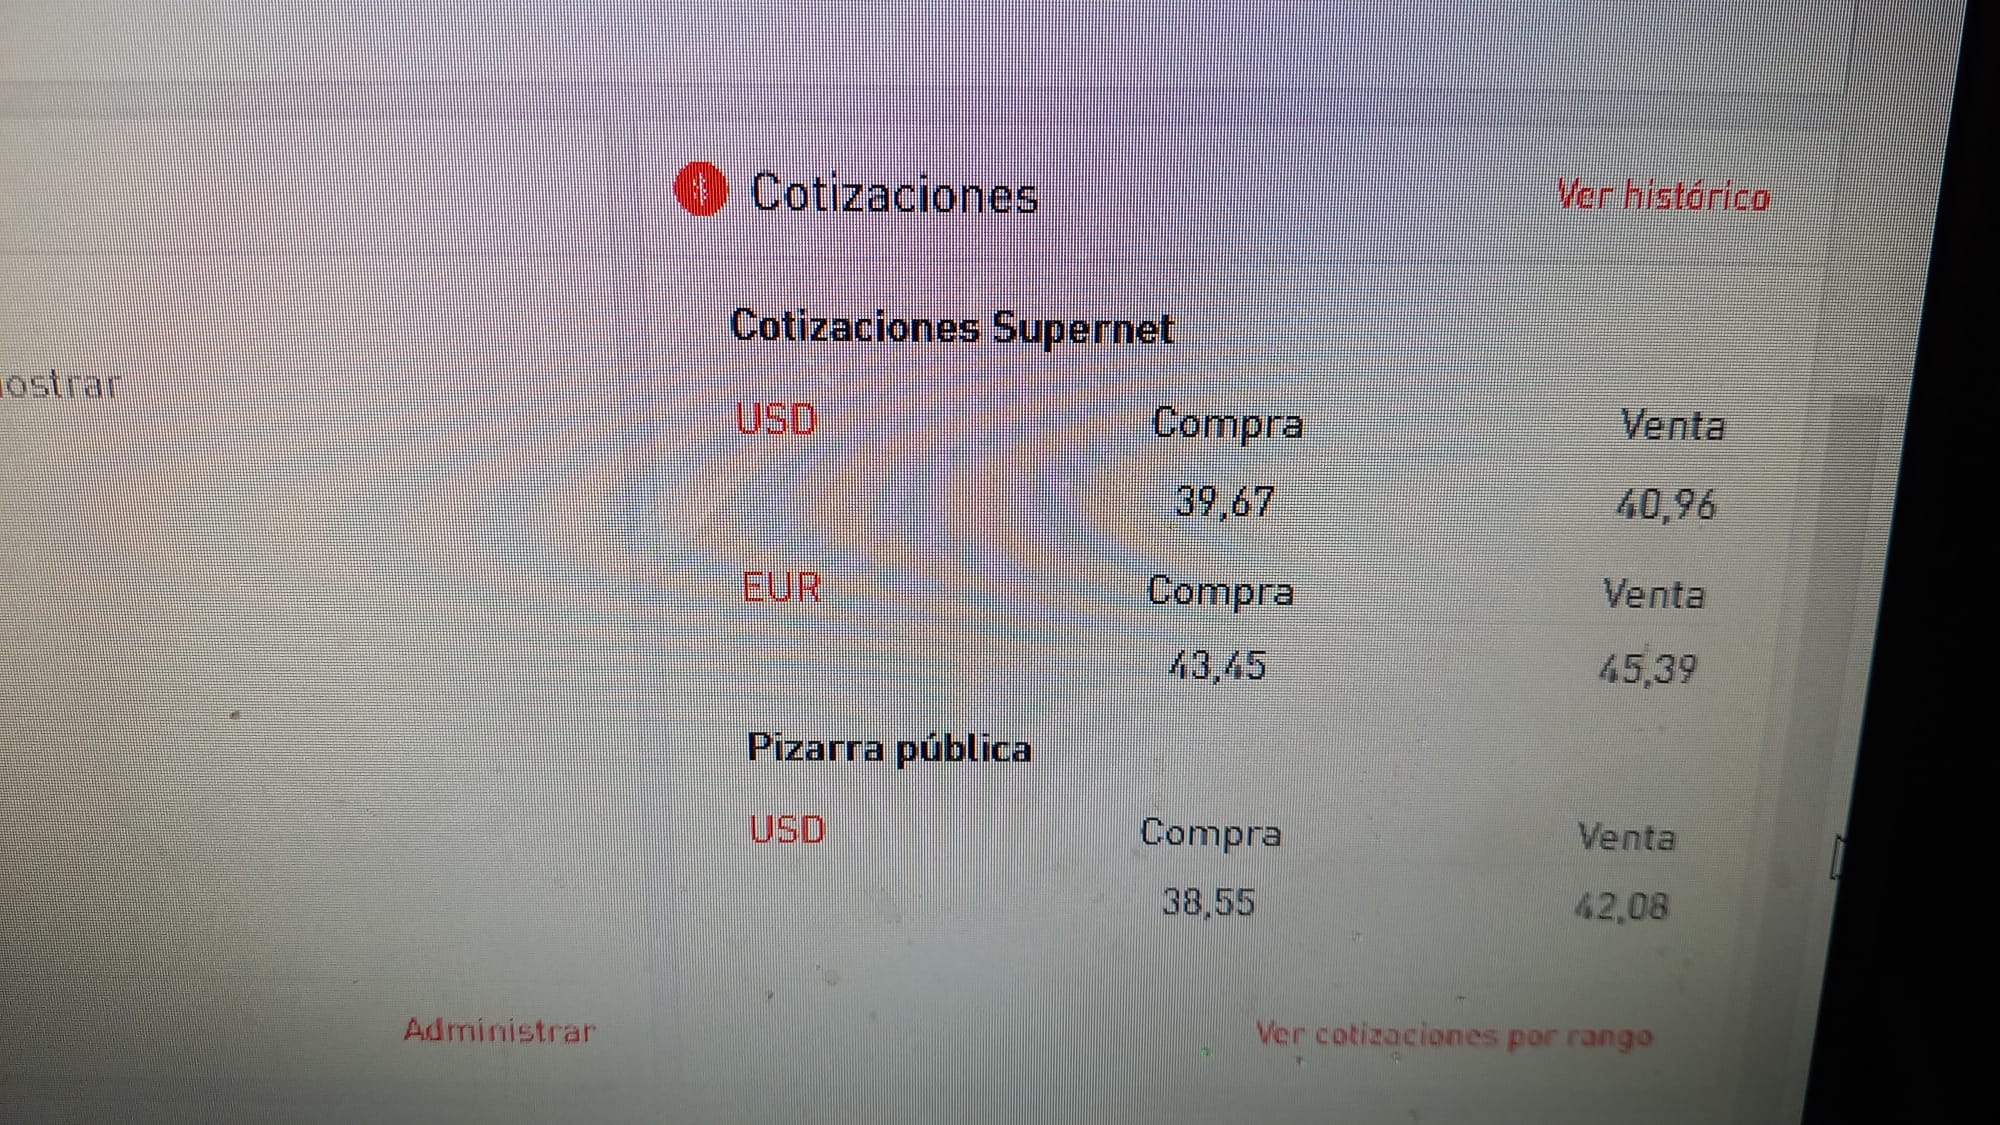 Cotizaciones
Ver histórico
Cotizaciones Supernet
ostrar
USD Compra Venta
39,67 40,96
EUR Compra Venta
43,45 45,39
Pizarra pública
USD Compra Venta
38,55 42,08
Administrar
Ver cotizaciones por rango